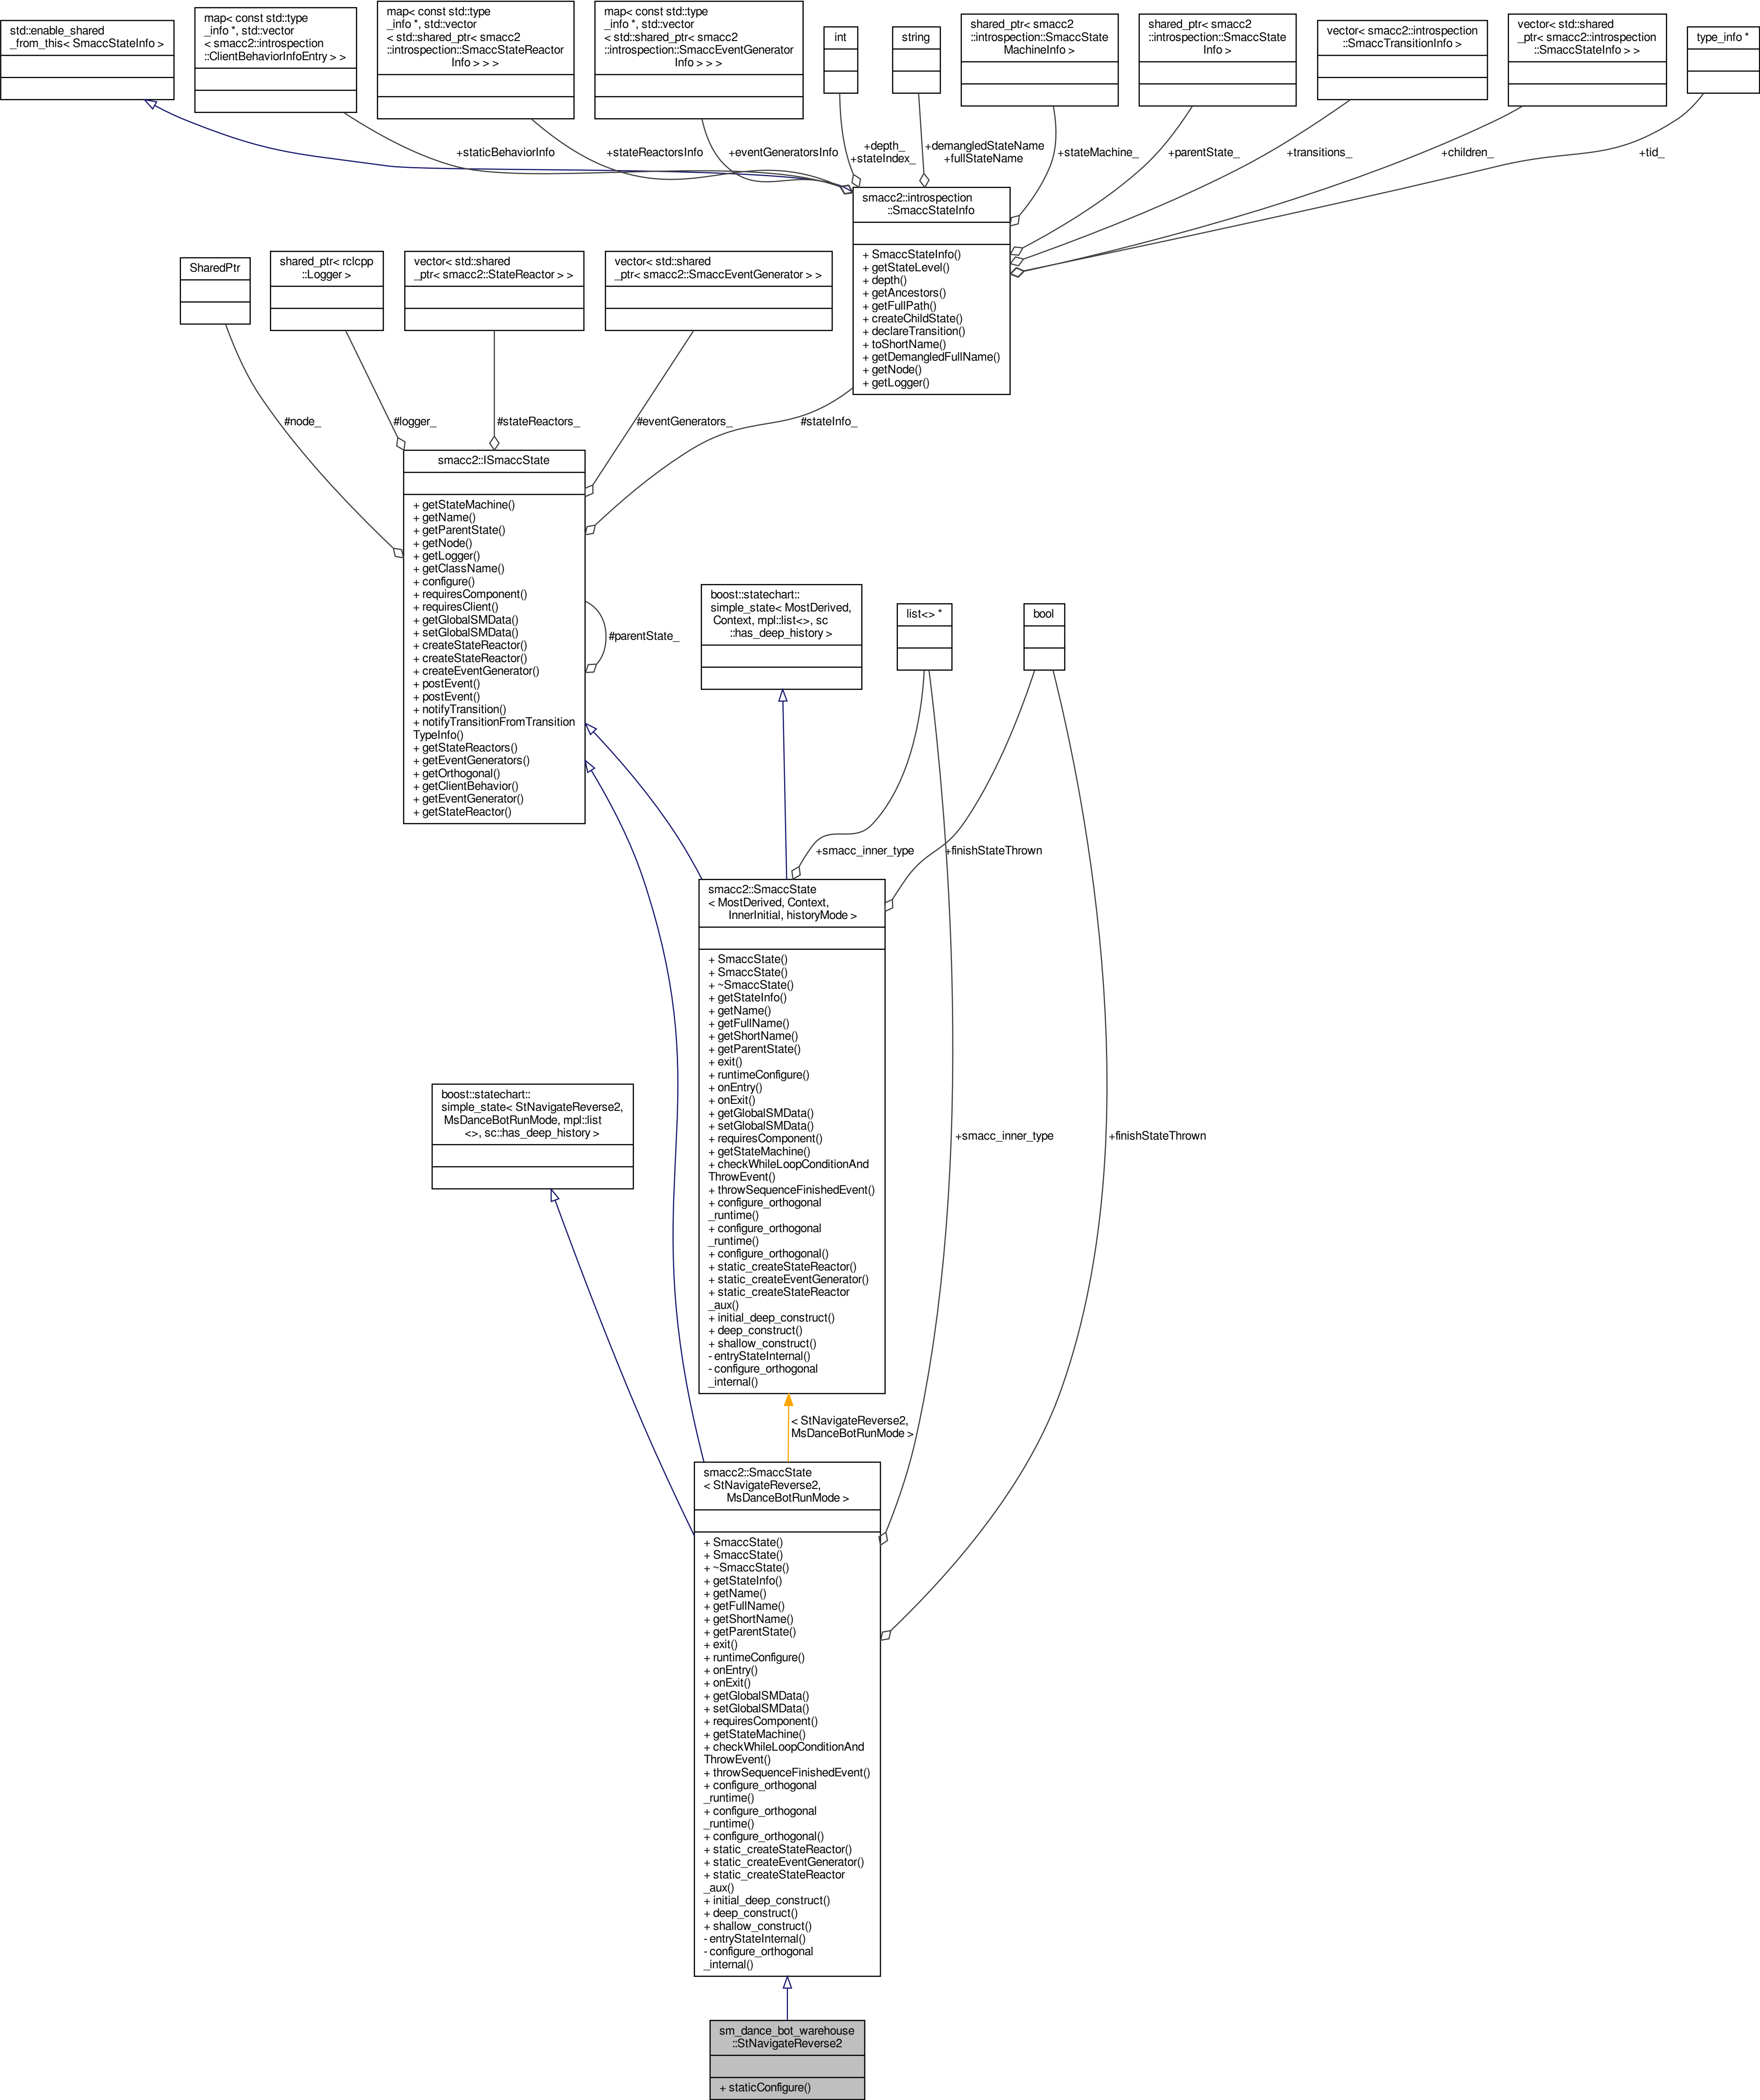 std::enable_shared
_from_this< SmaccStateInfo >
map< const std::type
_info *, std::vector
< smacc2::introspection
::ClientBehaviorInfoEntry > >
map< const std::type
_info *, std::vector
< std::shared_ptr< smacc2
::introspection::SmaccStateReactor
Info > > >
map< const std::type
_info *, std::vector
< std::shared_ptr< smacc2
::introspection::SmaccEventGenerator
Info > > >
int
string
shared_ptr< smacc2
::introspection::SmaccState
MachineInfo >
shared_ptr< smacc2
::introspection::SmaccState
Info >
vector< smacc2::introspection
::SmaccTransitionInfo >
vector< std::shared
_ptr< smacc2::introspection
::SmaccStateInfo > >
type_info *
+staticBehaviorInfo
+stateReactorsInfo
+eventGeneratorsInfo
+depth_
+stateIndex_
+demangledStateName
+fullStateName
+stateMachine_
+parentState_
+transitions_
+children_
+tid_
smacc2::introspection
::SmaccStateInfo
+ SmaccStateInfo()
+ getStateLevel()
+ depth()
+ getAncestors()
+ getFullPath()
+ createChildState()
+ declareTransition()
+ toShortName()
+ getDemangledFullName()
+ getNode()
+ getLogger()
SharedPtr
shared_ptr< rclcpp
::Logger >
vector< std::shared
_ptr< smacc2::StateReactor > >
vector< std::shared
_ptr< smacc2::SmaccEventGenerator > >
#node_
#logger_
#stateReactors_
#eventGenerators_
#stateInfo_
smacc2::ISmaccState
+ getStateMachine()
+ getName()
+ getParentState()
+ getNode()
+ getLogger()
+ getClassName()
+ configure()
+ requiresComponent()
+ requiresClient()
+ getGlobalSMData()
+ setGlobalSMData()
+ createStateReactor()
+ createStateReactor()
+ createEventGenerator()
+ postEvent()
+ postEvent()
+ notifyTransition()
+ notifyTransitionFromTransition
TypeInfo()
+ getStateReactors()
+ getEventGenerators()
+ getOrthogonal()
+ getClientBehavior()
+ getEventGenerator()
+ getStateReactor()
#parentState_
boost::statechart::
simple_state< MostDerived,
Context, mpl::list<>, sc
::has_deep_history >
list<> *
bool
+smacc_inner_type
+finishStateThrown
smacc2::SmaccState
< MostDerived, Context,
InnerInitial, historyMode >
+ SmaccState()
+ SmaccState()
+ ~SmaccState()
+ getStateInfo()
+ getName()
+ getFullName()
+ getShortName()
+ getParentState()
+ exit()
+ runtimeConfigure()
+ onEntry()
+ onExit()
+ getGlobalSMData()
+ setGlobalSMData()
+ requiresComponent()
+ getStateMachine()
+ checkWhileLoopConditionAnd
ThrowEvent()
+ throwSequenceFinishedEvent()
+ configure_orthogonal
_runtime()
+ configure_orthogonal
_runtime()
+ configure_orthogonal()
+ static_createStateReactor()
+ static_createEventGenerator()
+ static_createStateReactor
_aux()
+ initial_deep_construct()
+ deep_construct()
+ shallow_construct()
- entryStateInternal()
- configure_orthogonal
_internal()
boost::statechart::
simple_state< StNavigateReverse2,
MsDanceBotRunMode, mpl::list
<>, sc::has_deep_history >
+smacc_inner_type
+finishStateThrown
< StNavigateReverse2,
MsDanceBotRunMode >
smacc2::SmaccState
< StNavigateReverse2,
MsDanceBotRunMode >
+ SmaccState()
+ SmaccState()
+ ~SmaccState()
+ getStateInfo()
+ getName()
+ getFullName()
+ getShortName()
+ getParentState()
+ exit()
+ runtimeConfigure()
+ onEntry()
+ onExit()
+ getGlobalSMData()
+ setGlobalSMData()
+ requiresComponent()
+ getStateMachine()
+ checkWhileLoopConditionAnd
ThrowEvent()
+ throwSequenceFinishedEvent()
+ configure_orthogonal
_runtime()
+ configure_orthogonal
_runtime()
+ configure_orthogonal()
+ static_createStateReactor()
+ static_createEventGenerator()
+ static_createStateReactor
_aux()
+ initial_deep_construct()
+ deep_construct()
+ shallow_construct()
- entryStateInternal()
- configure_orthogonal
_internal()
sm_dance_bot_warehouse
::StNavigateReverse2
+ staticConfigure()